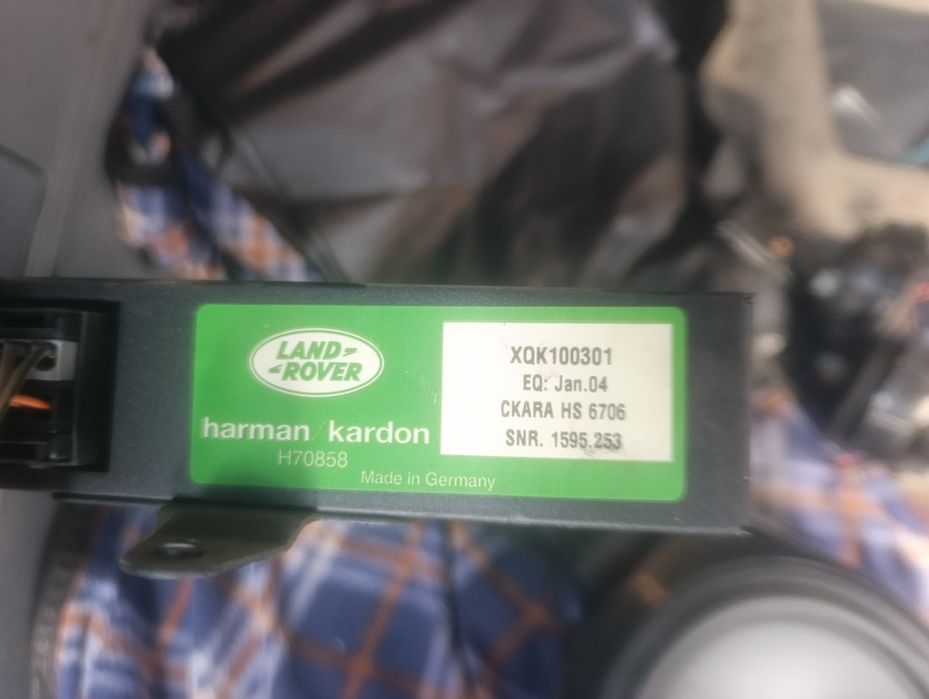 LAND
ROVER
harman / kardon
H70858
Made in Germany
XQK100301
EQ: Jan.04
CKARA HS 6706
SNR. 1595.253